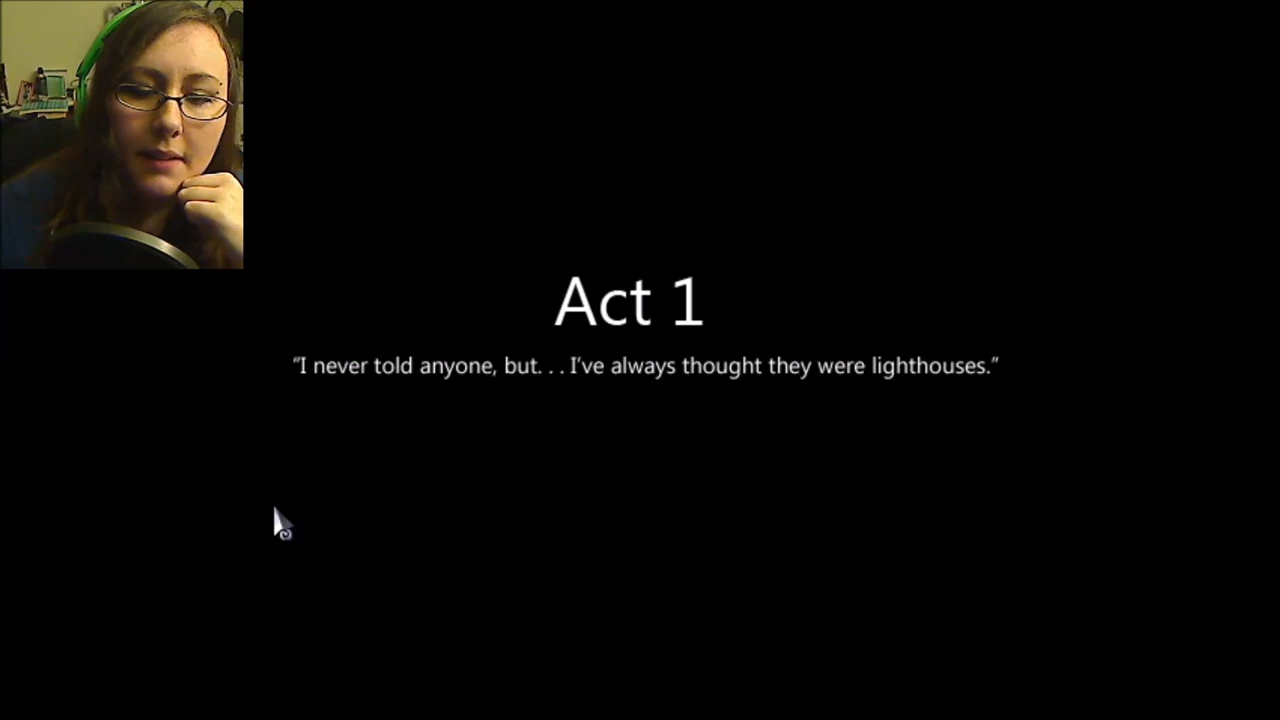 Act 1
“I never told anyone, but. . . I’ve always thought they were lighthouses.”